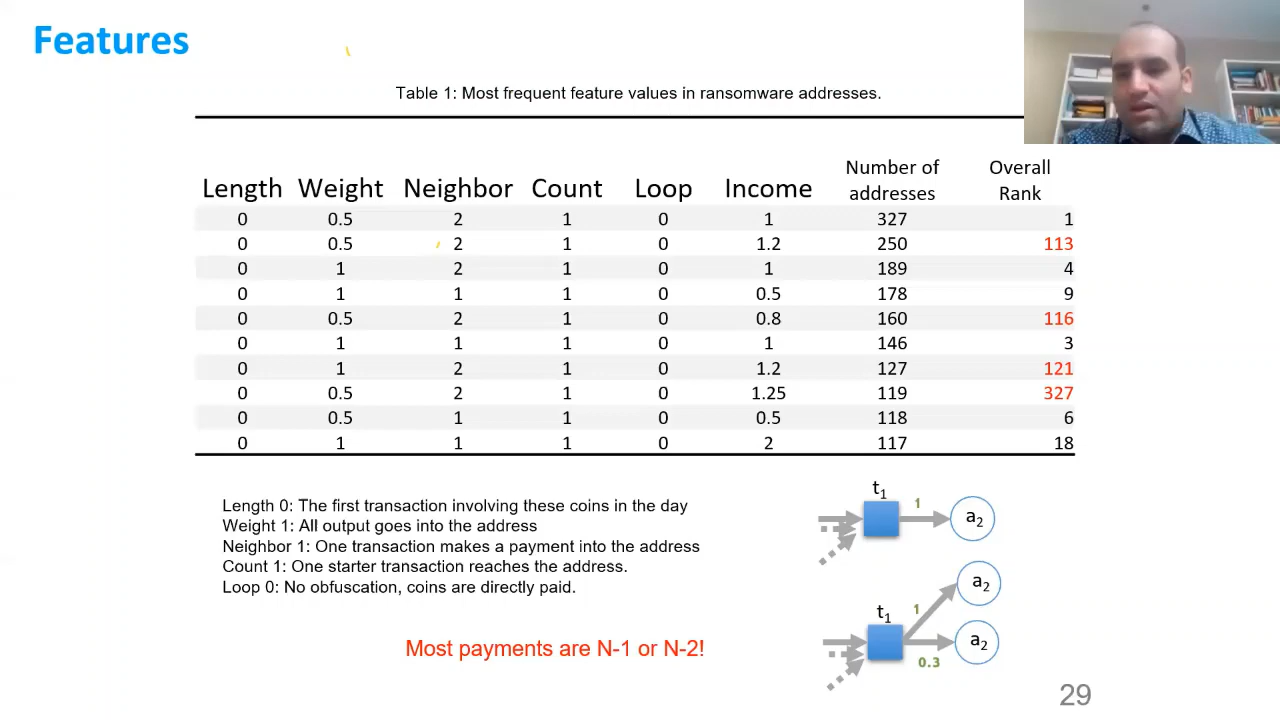 Features
Table 1: Most frequent feature values in ransomware addresses.
Length Weight Neighbor Count Loop Income Number of addresses Overall Rank
0 0.5 2 1 0 1 327 1
0 0.5 2 1 0 1.2 250 113
0 1 2 1 0 1 189 4
0 1 1 1 0 0.5 178 9
0 0.5 2 1 0 0.8 160 116
0 1 1 1 0 1 146 3
0 1 2 1 0 1.2 127 121
0 0.5 2 1 0 1.25 119 327
0 0.5 1 1 0 0.5 118 6
0 1 1 1 0 2 117 18
Length 0: The first transaction involving these coins in the day
Weight 1: All output goes into the address
Neighbor 1: One transaction makes a payment into the address
Count 1: One starter transaction reaches the address.
Loop 0: No obfuscation, coins are directly paid.
Most payments are N-1 or N-2!
t1
1
a2
a2
t1
1
a2
0.3
29